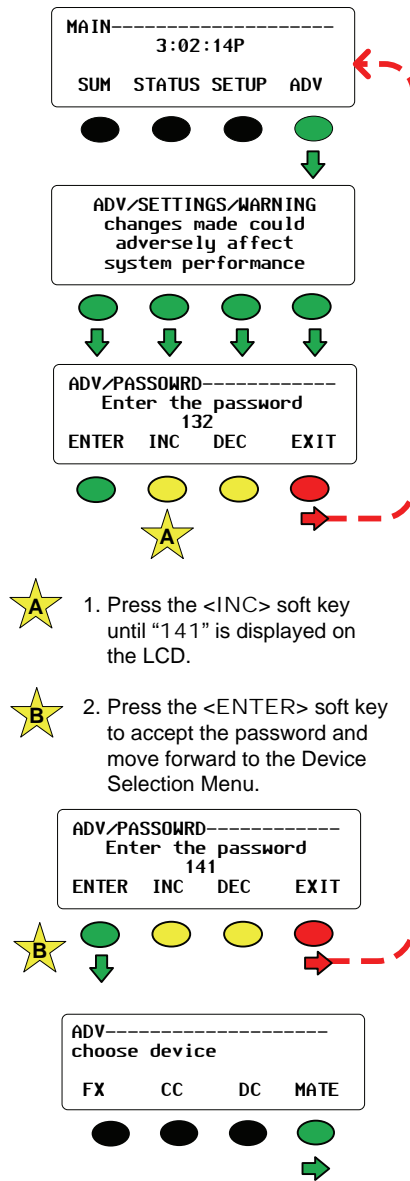 MAIN--------------------
3:02:14P
SUM STATUS SETUP ADV
ADV/SETTINGS/WARNING
changes made could
adversely affect
system performance
ADV/PASSOWRD------------
Enter the password
132
ENTER INC DEC EXIT
A
A
1. Press the <INC> soft key
until “141” is displayed on
the LCD.
B
2. Press the <ENTER> soft key
to accept the password and
move forward to the Device
Selection Menu.
ADV/PASSOWRD------------
Enter the password
141
ENTER INC DEC EXIT
B
ADV--------------------
choose device
FX CC DC MATE